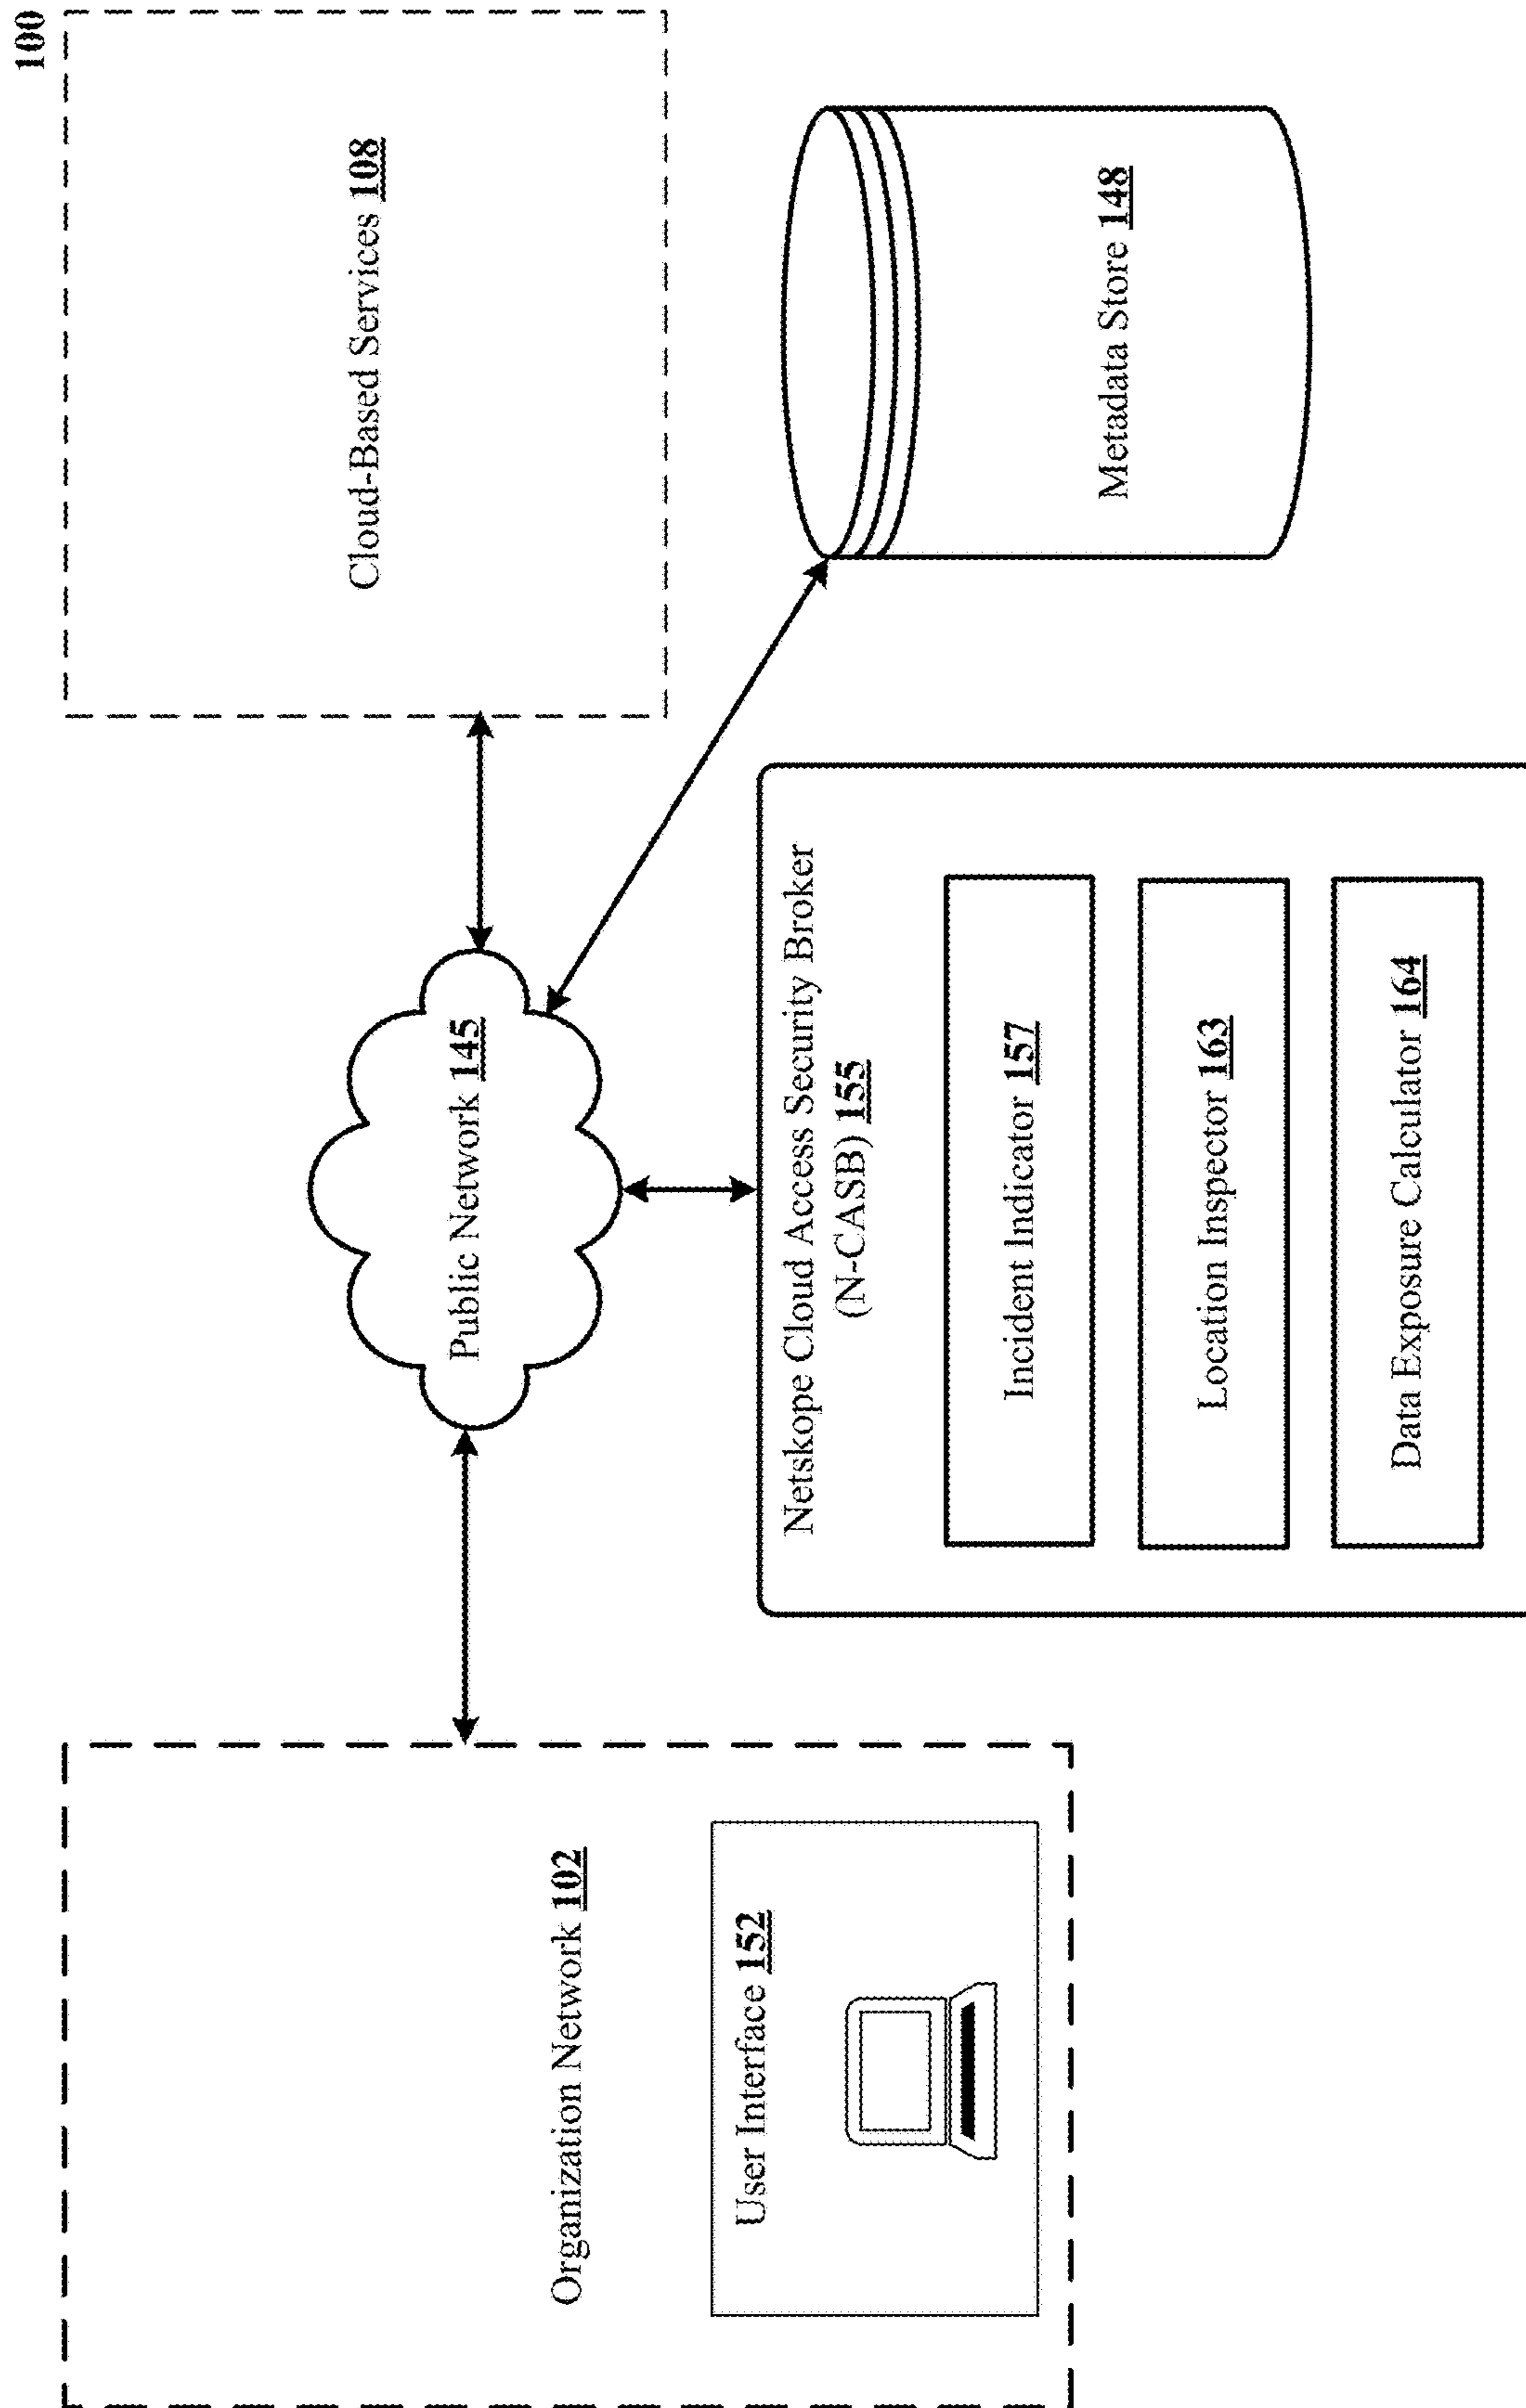 100
Organization Network 102
User Interface 152
Public Network 145
Cloud-Based Services 108
Netskope Cloud Access Security Broker
(N-CASB) 155
Incident Indicator 157
Location Inspector 163
Data Exposure Calculator 164
Metadata Store 148